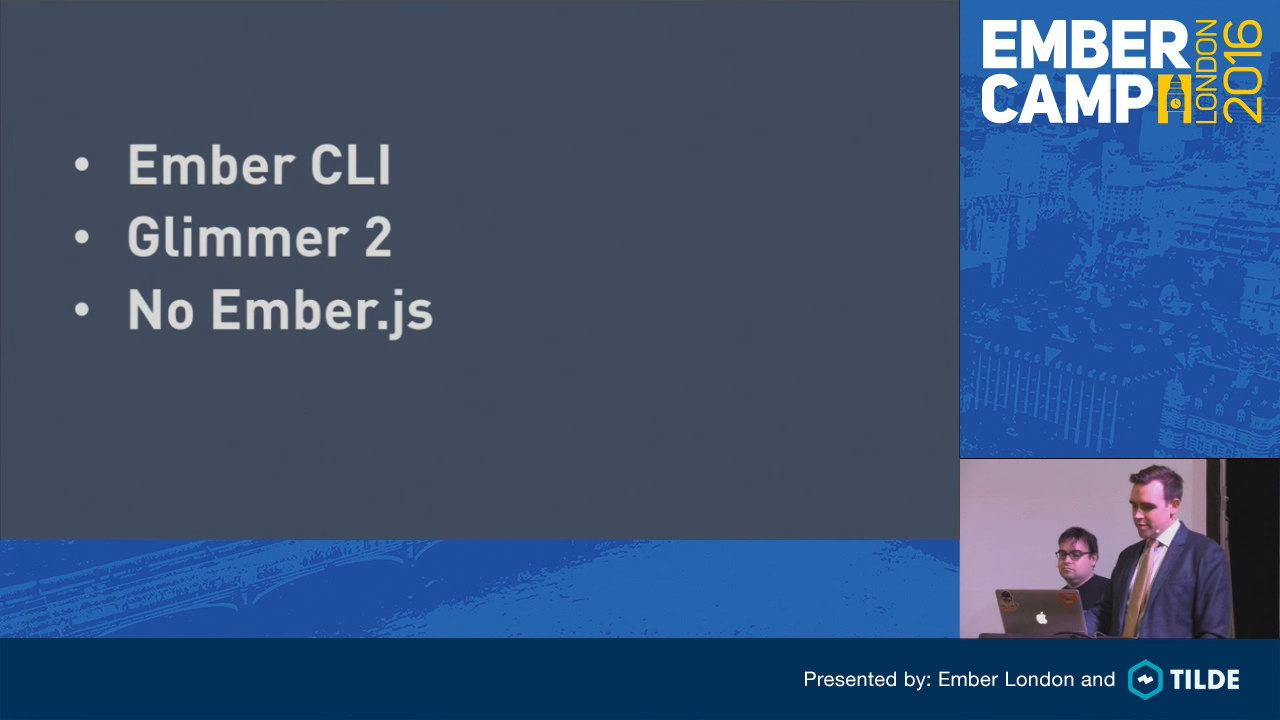 • Ember CLI
• Glimmer 2
• No Ember.js
EMBER
CAMP
LONDON
2016
Presented by: Ember London and TILDE